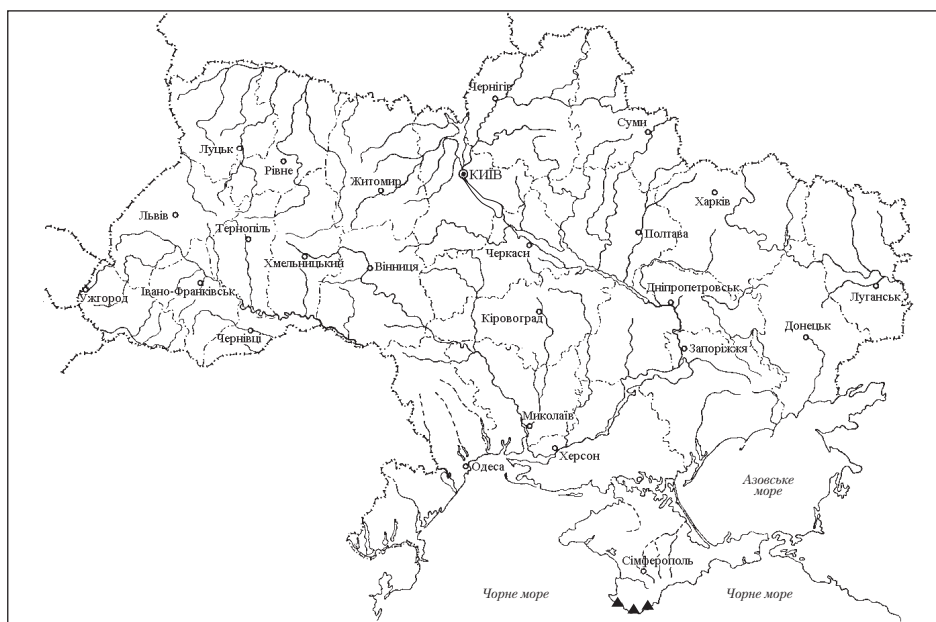 Чернігів
Суми
Луцьк
Рівне
КИЇВ
Житомир
Харків
Львів
Тернопіль
Полтава
Черкаси
Хмельницький
Вінниця
Івано-Франківськ
Ужгород
Дніпропетровськ
Луганськ
Кіровоград
Донецьк
Чернівці
Запоріжжя
Миколаїв
Херсон
Одеса
Азовське
море
Сімферополь
Чорне море
Чорне море